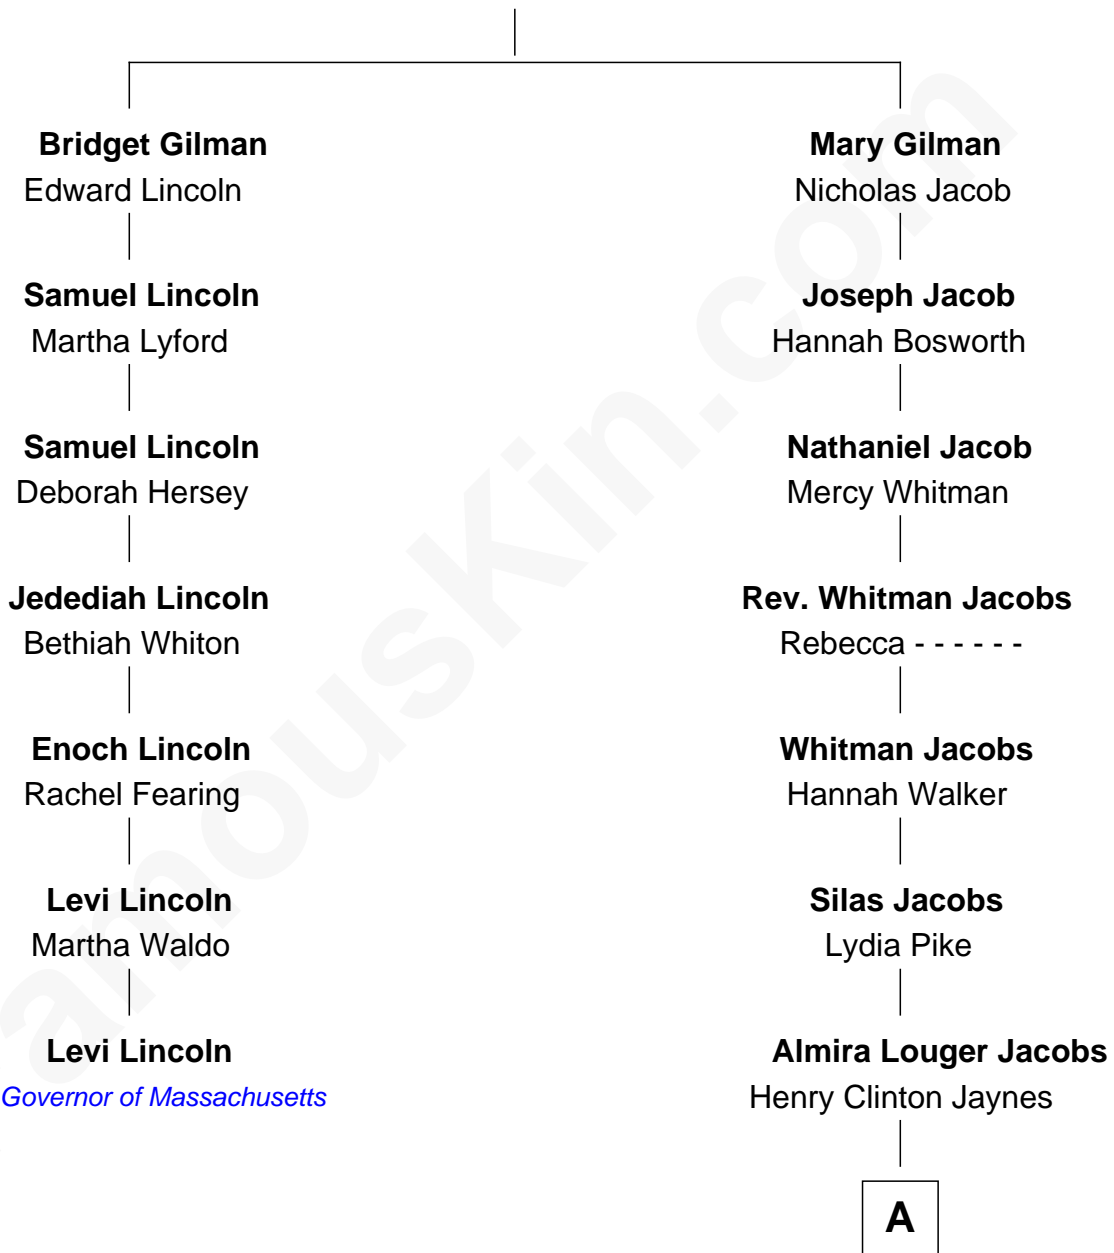 Bridget Gilman
Edward Lincoln
Samuel Lincoln
Martha Lyford
Samuel Lincoln
Deborah Hersey
Jedediah Lincoln
Bethiah Whiton
Enoch Lincoln
Rachel Fearing
Levi Lincoln
Martha Waldo
Levi Lincoln
Governor of Massachusetts
Mary Gilman
Nicholas Jacob
Joseph Jacob
Hannah Bosworth
Nathaniel Jacob
Mercy Whitman
Rev. Whitman Jacobs
Rebecca - - - - - -
Whitman Jacobs
Hannah Walker
Silas Jacobs
Lydia Pike
Almira Louger Jacobs
Henry Clinton Jaynes
A
amousKin.com